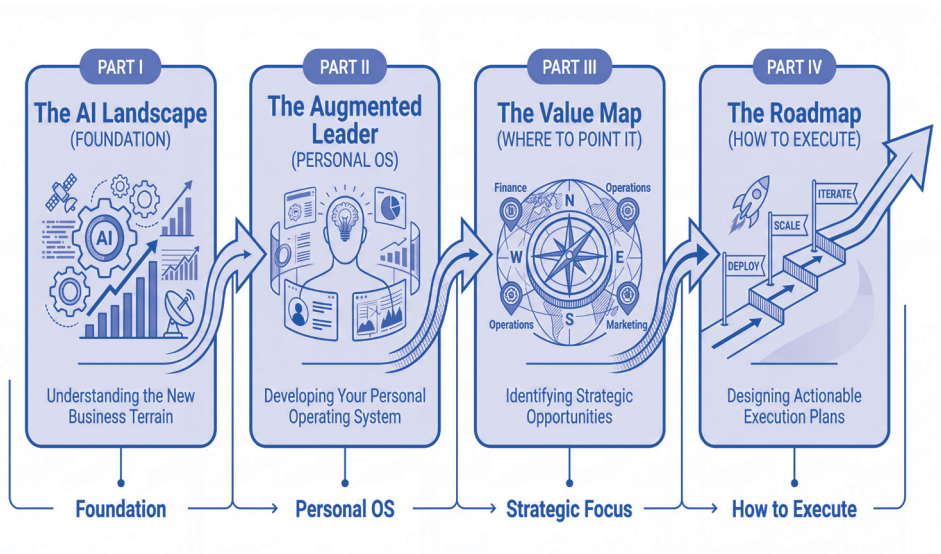 PART I
The AI Landscape
(FOUNDATION)
AI
Understanding the New
Business Terrain
Foundation
PART II
The Augmented
Leader
(PERSONAL OS)
Developing Your Personal
Operating System
Personal OS
PART III
The Value Map
(WHERE TO POINT IT)
Finance
Operations
N
W
E
S
Operations
Marketing
Identifying Strategic
Opportunities
Strategic Focus
PART IV
The Roadmap
(HOW TO EXECUTE)
ITERATE
SCALE
DEPLOY
Designing Actionable
Execution Plans
How to Execute